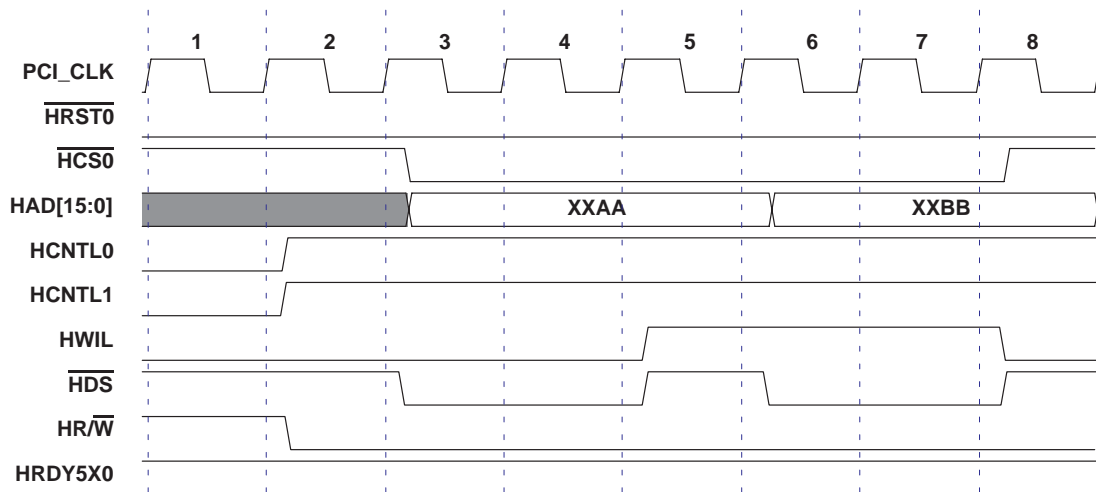 1 2 3 4 5 6 7 8
PCI_CLK
HRST0
HCS0
HAD[15:0] XXAA XXBB
HCNTL0
HCNTL1
HWIL
HDS
HR/W
HRDY5X0